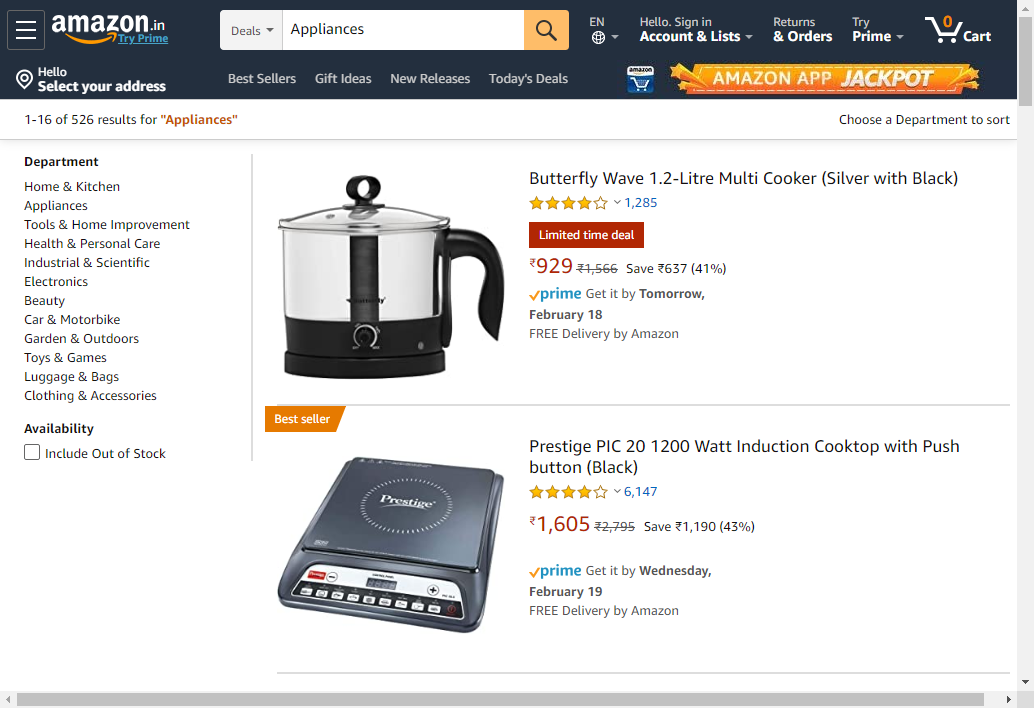 amazon.in
Try Prime
Deals
Appliances
EN
Hello. Sign in
Account & Lists
Returns
& Orders
Try
Prime
0
Cart
Hello
Select your address
Best Sellers Gift Ideas New Releases Today's Deals
amazon
AMAZON APP JACKPOT
1-16 of 526 results for "Appliances"
Choose a Department to sort
Department
Home & Kitchen
Appliances
Tools & Home Improvement
Health & Personal Care
Industrial & Scientific
Electronics
Beauty
Car & Motorbike
Garden & Outdoors
Toys & Games
Luggage & Bags
Clothing & Accessories
Availability
Include Out of Stock
Butterfly
Butterfly Wave 1.2-Litre Multi Cooker (Silver with Black)
1,285
Limited time deal
₹929 ₹1,566 Save ₹637 (41%)
prime Get it by Tomorrow,
February 18
FREE Delivery by Amazon
Best seller
Prestige
Prestige PIC 20 1200 Watt Induction Cooktop with Push
button (Black)
6,147
₹1,605 ₹2,795 Save ₹1,190 (43%)
prime Get it by Wednesday,
February 19
FREE Delivery by Amazon